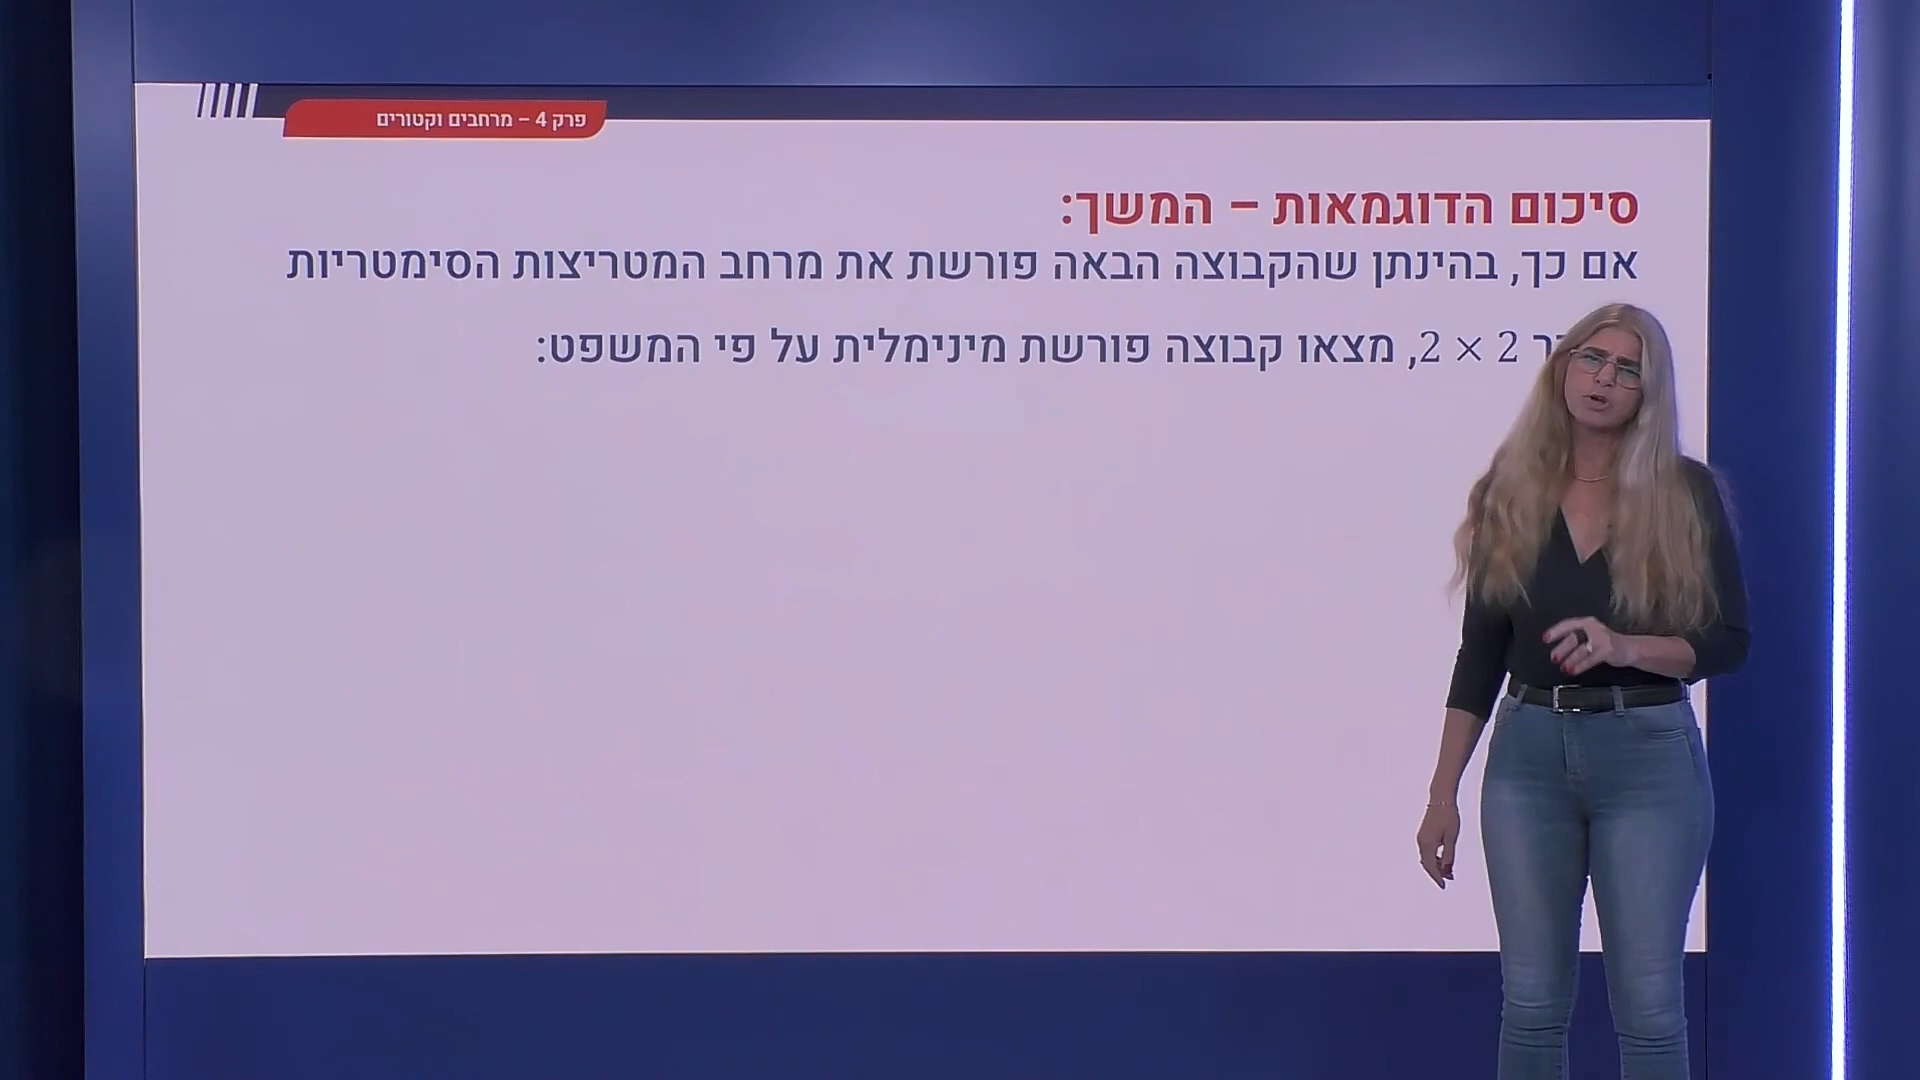 פרק 4 – מרחבים וקטורים
סיכום הדוגמאות – המשך:
אם כך, בהינתן שהקבוצה הבאה פורשת את מרחב המטריצות הסימטריות
2 × 2, מצאו קבוצה פורשת מינימלית על פי המשפט: